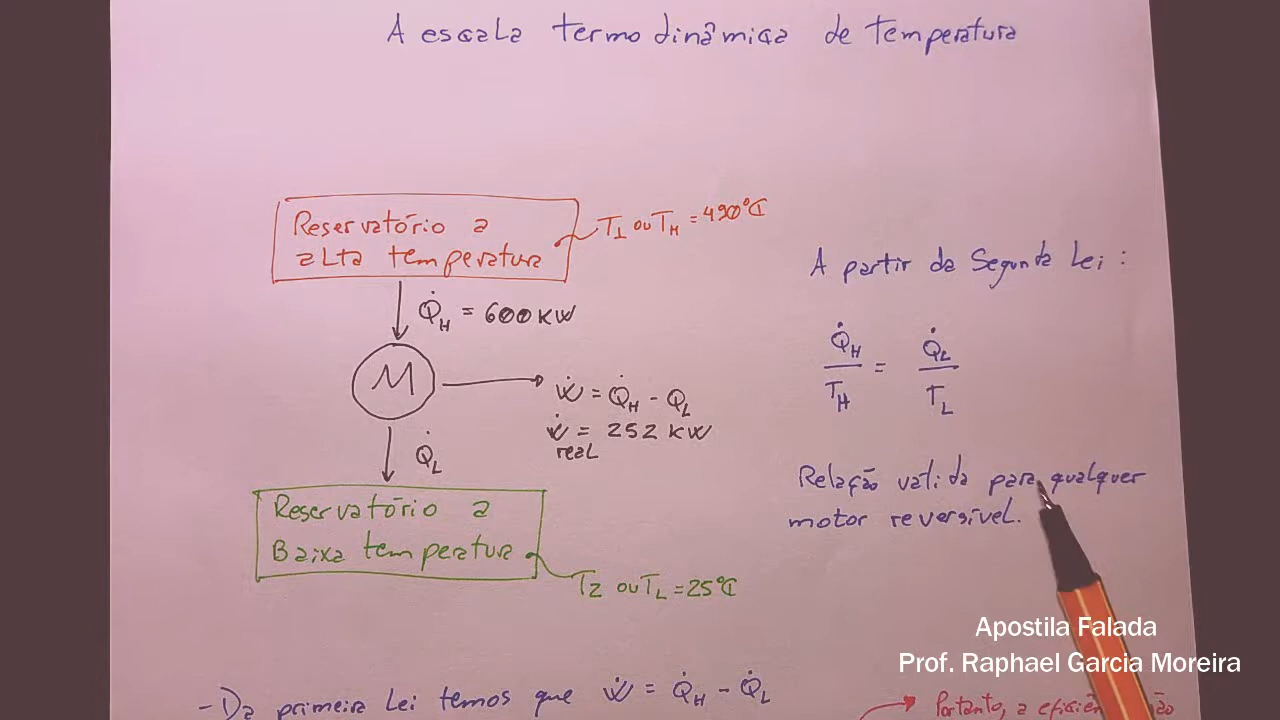 A escala termodinâmica de temperatura
Reservatório a
alta temperatura
T1 ou TH = 490°C
Q̇H = 600 kW
M
Ẇ = Q̇H - QL
Ẇ = 252 kW
real
Q̇L
Reservatório a
Baixa temperatura
T2 ou TL = 25°C
A partir da Segunda Lei :
Q̇H/TH = Q̇L/TL
Relação valida para qualquer
motor reversível.
- Da primeira Lei temos que Ẇ = Q̇H - Q̇L
Portanto, a
Apostila Falada
Prof. Raphael Garcia Moreira